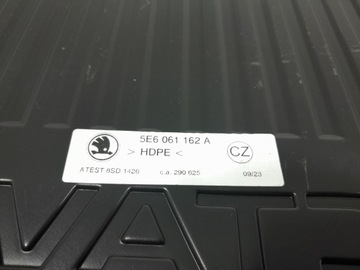 5E6 061 162 A
> HDPE <
CZ
ATEST 8SD 1426 c.a. 290 625 09/23
VAT